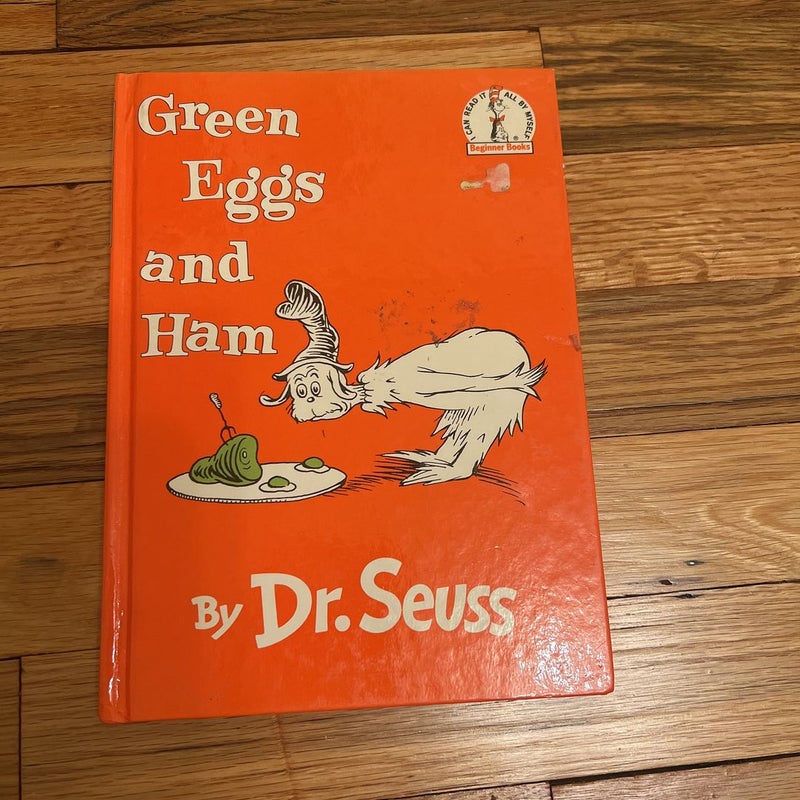 Green
Eggs
and
Ham
I CAN READ IT ALL BY MYSELF
®
Beginner Books
By Dr. Seuss